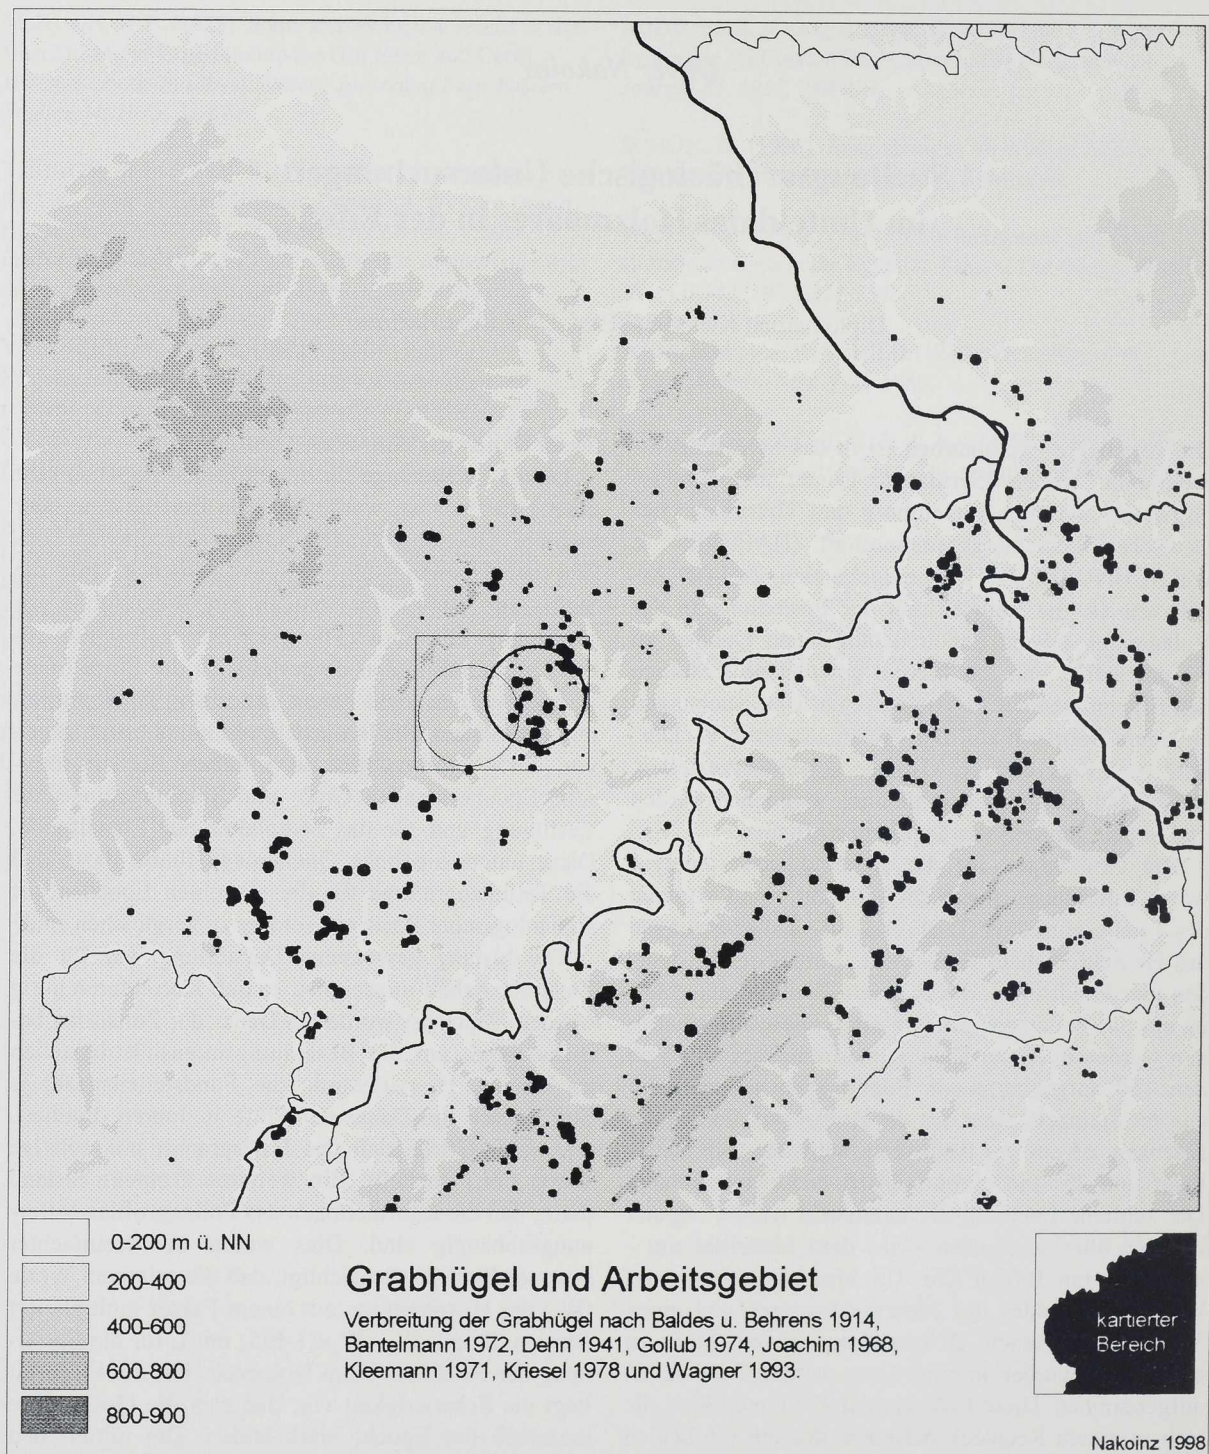 0-200 m ü. NN
200-400
400-600
600-800
800-900
Grabhügel und Arbeitsgebiet
Verbreitung der Grabhügel nach Baldes u. Behrens 1914,
Bantelmann 1972, Dehn 1941, Gollub 1974, Joachim 1968,
Kleemann 1971, Kriesel 1978 und Wagner 1993.
kartierter
Bereich
Nakoinz 1998